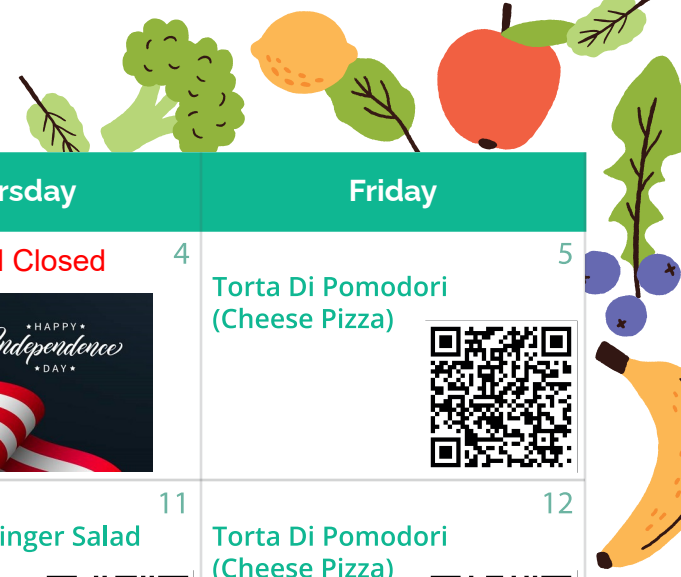 rsday
Friday
l Closed
4
5
HAPPY
Independence
DAY
Torta Di Pomodori
(Cheese Pizza)
11
12
inger Salad
Torta Di Pomodori
(Cheese Pizza)